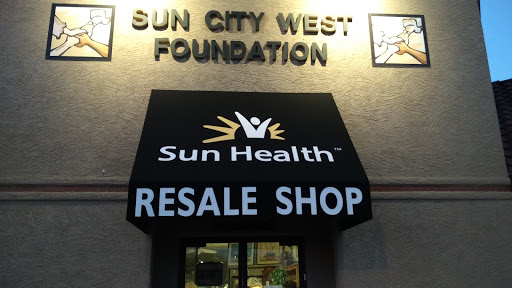 SUN CITY WEST
FOUNDATION
Sun Health™
RESALE SHOP